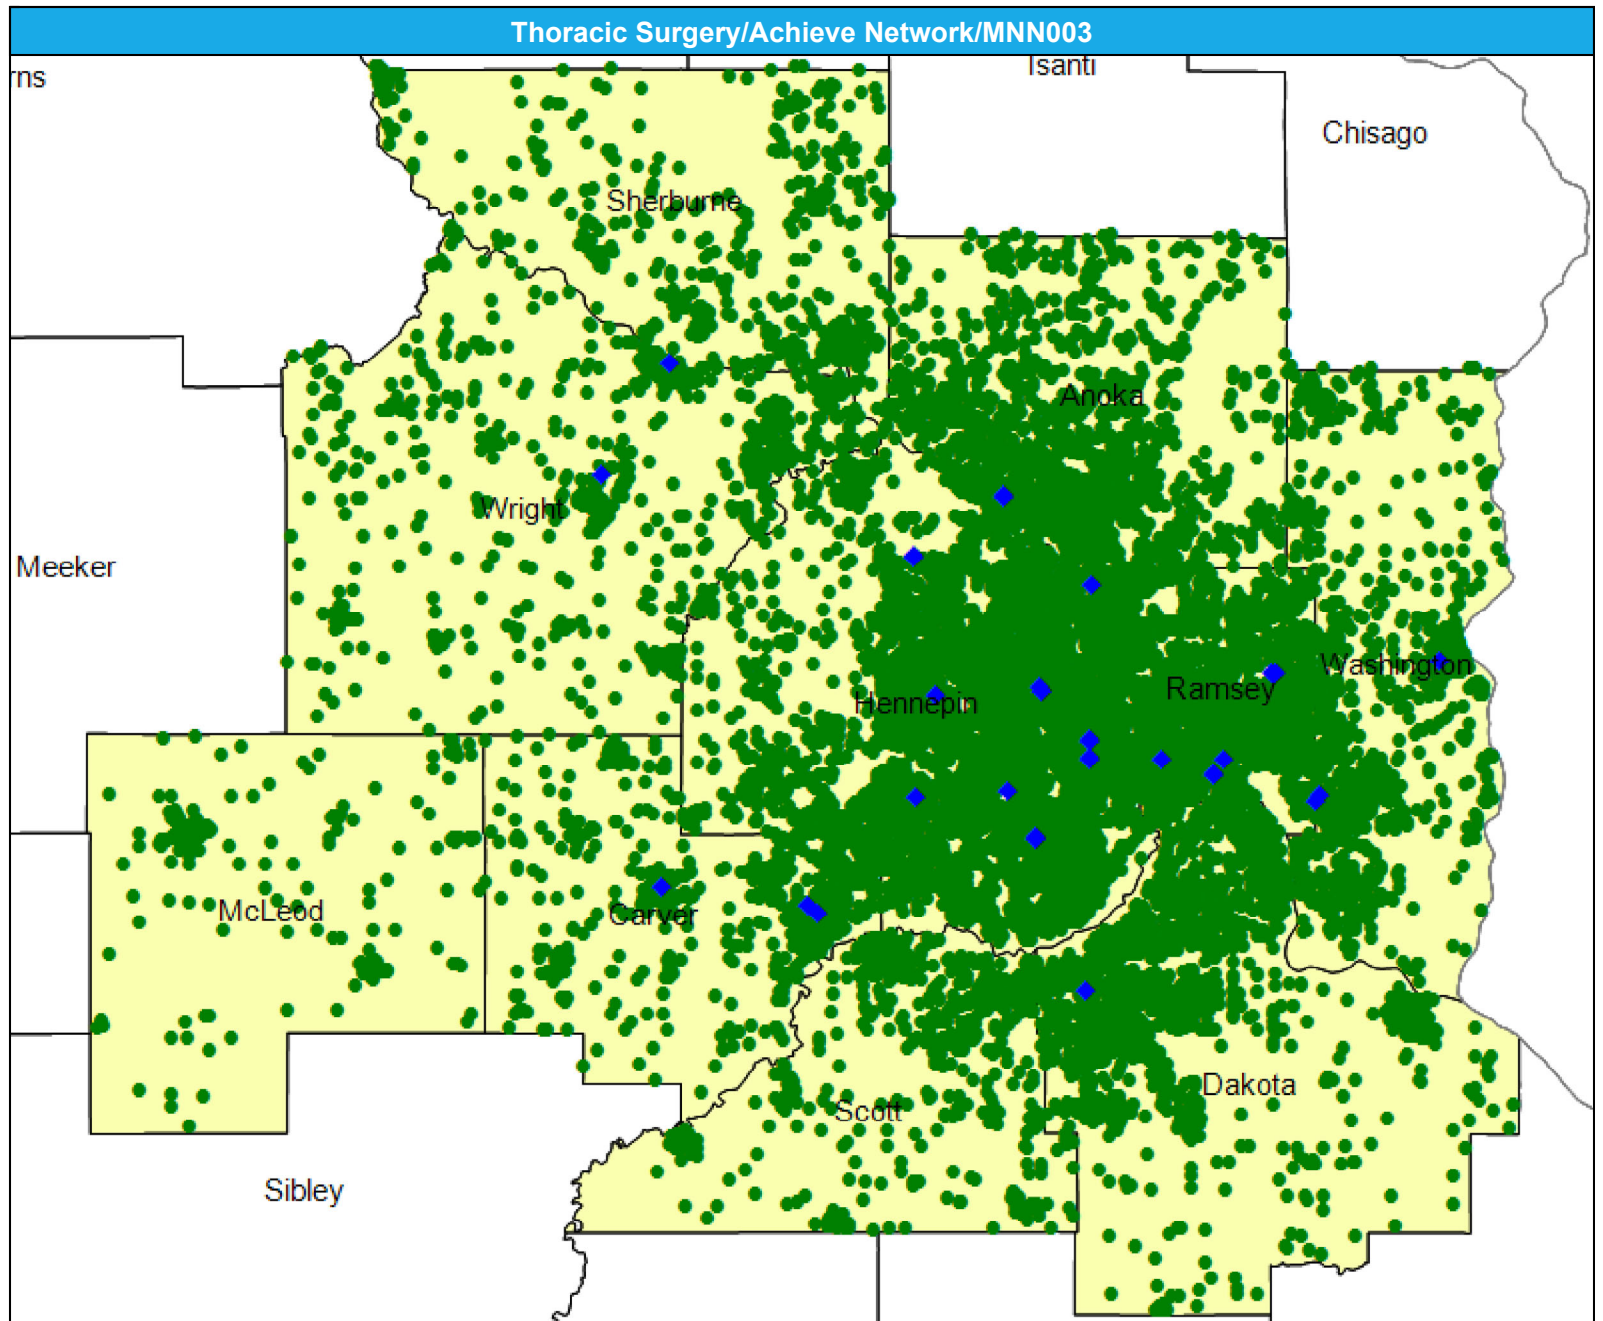 Thoracic Surgery/Achieve Network/MNN003
rns
Isanti
Chisago
Sherburne
Anoka
Wright
Meeker
Washington
Ramsey
Hennepin
McLeod
Carver
Dakota
Scott
Sibley